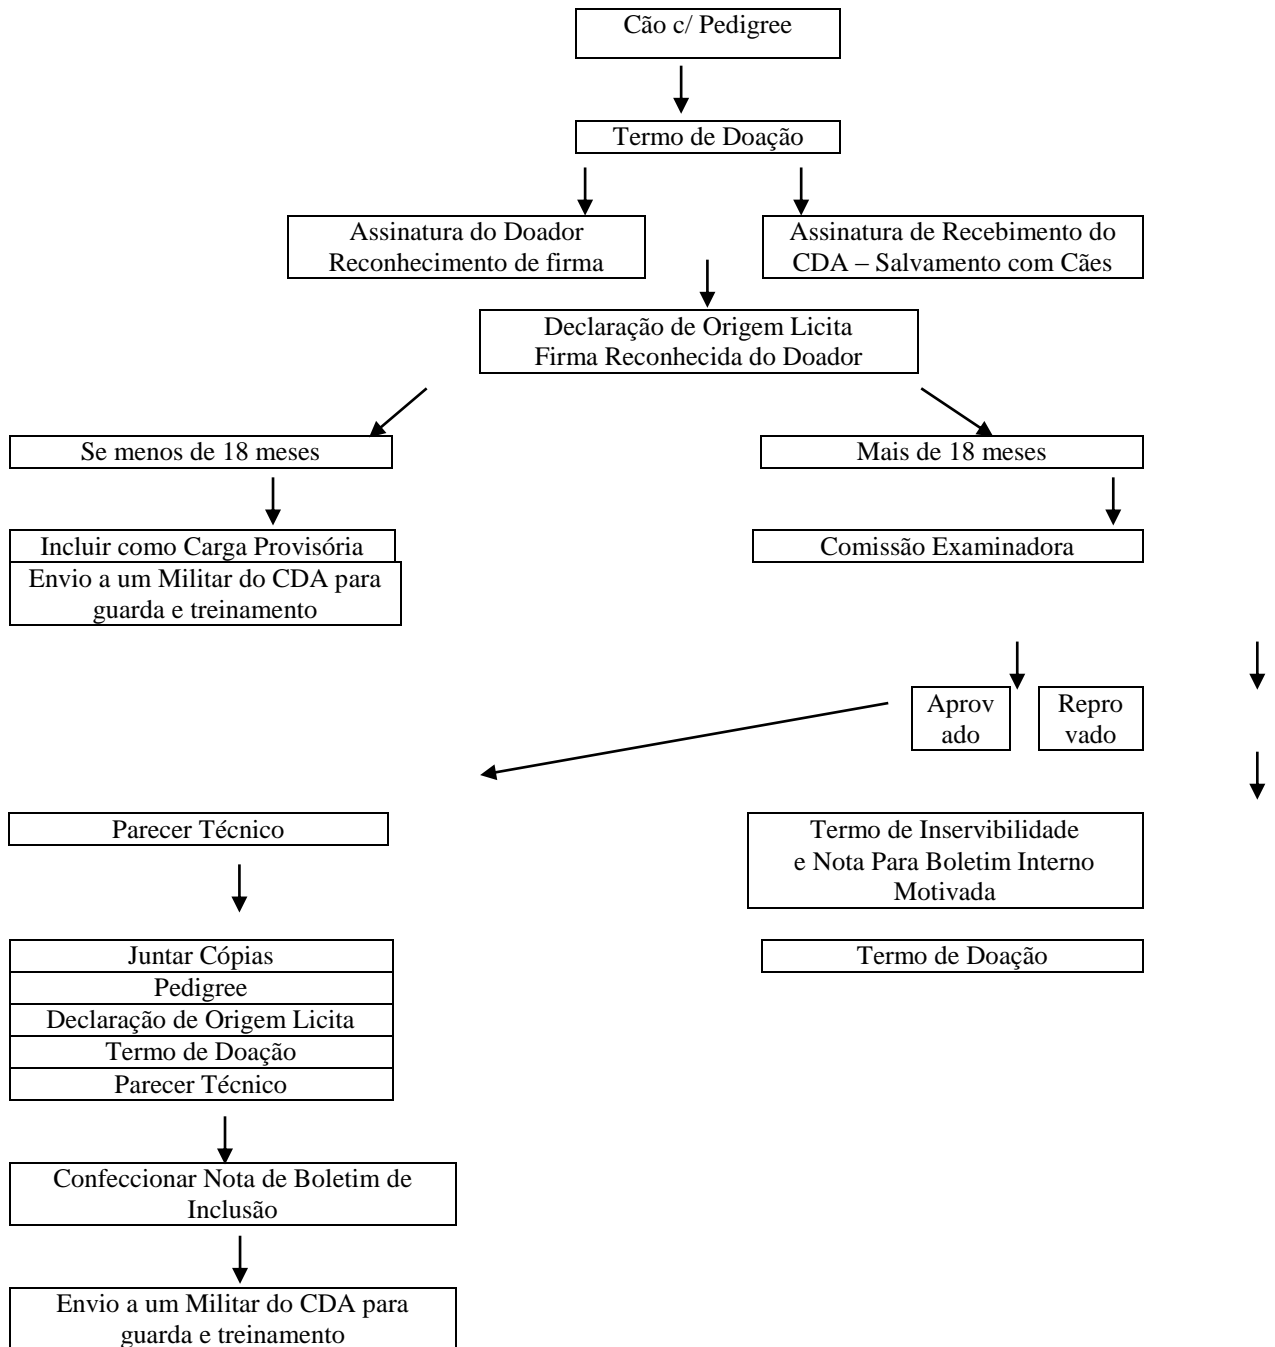 Cão c/ Pedigree
Termo de Doação
Assinatura do Doador
Reconhecimento de firma
Assinatura de Recebimento do
CDA – Salvamento com Cães
Declaração de Origem Licita
Firma Reconhecida do Doador
Se menos de 18 meses
Mais de 18 meses
Incluir como Carga Provisória
Envio a um Militar do CDA para
guarda e treinamento
Comissão Examinadora
Aprov
ado
Repro
vado
Parecer Técnico
Termo de Inservibilidade
e Nota Para Boletim Interno
Motivada
Juntar Cópias
Pedigree
Declaração de Origem Licita
Termo de Doação
Parecer Técnico
Termo de Doação
Confeccionar Nota de Boletim de
Inclusão
Envio a um Militar do CDA para
guarda e treinamento